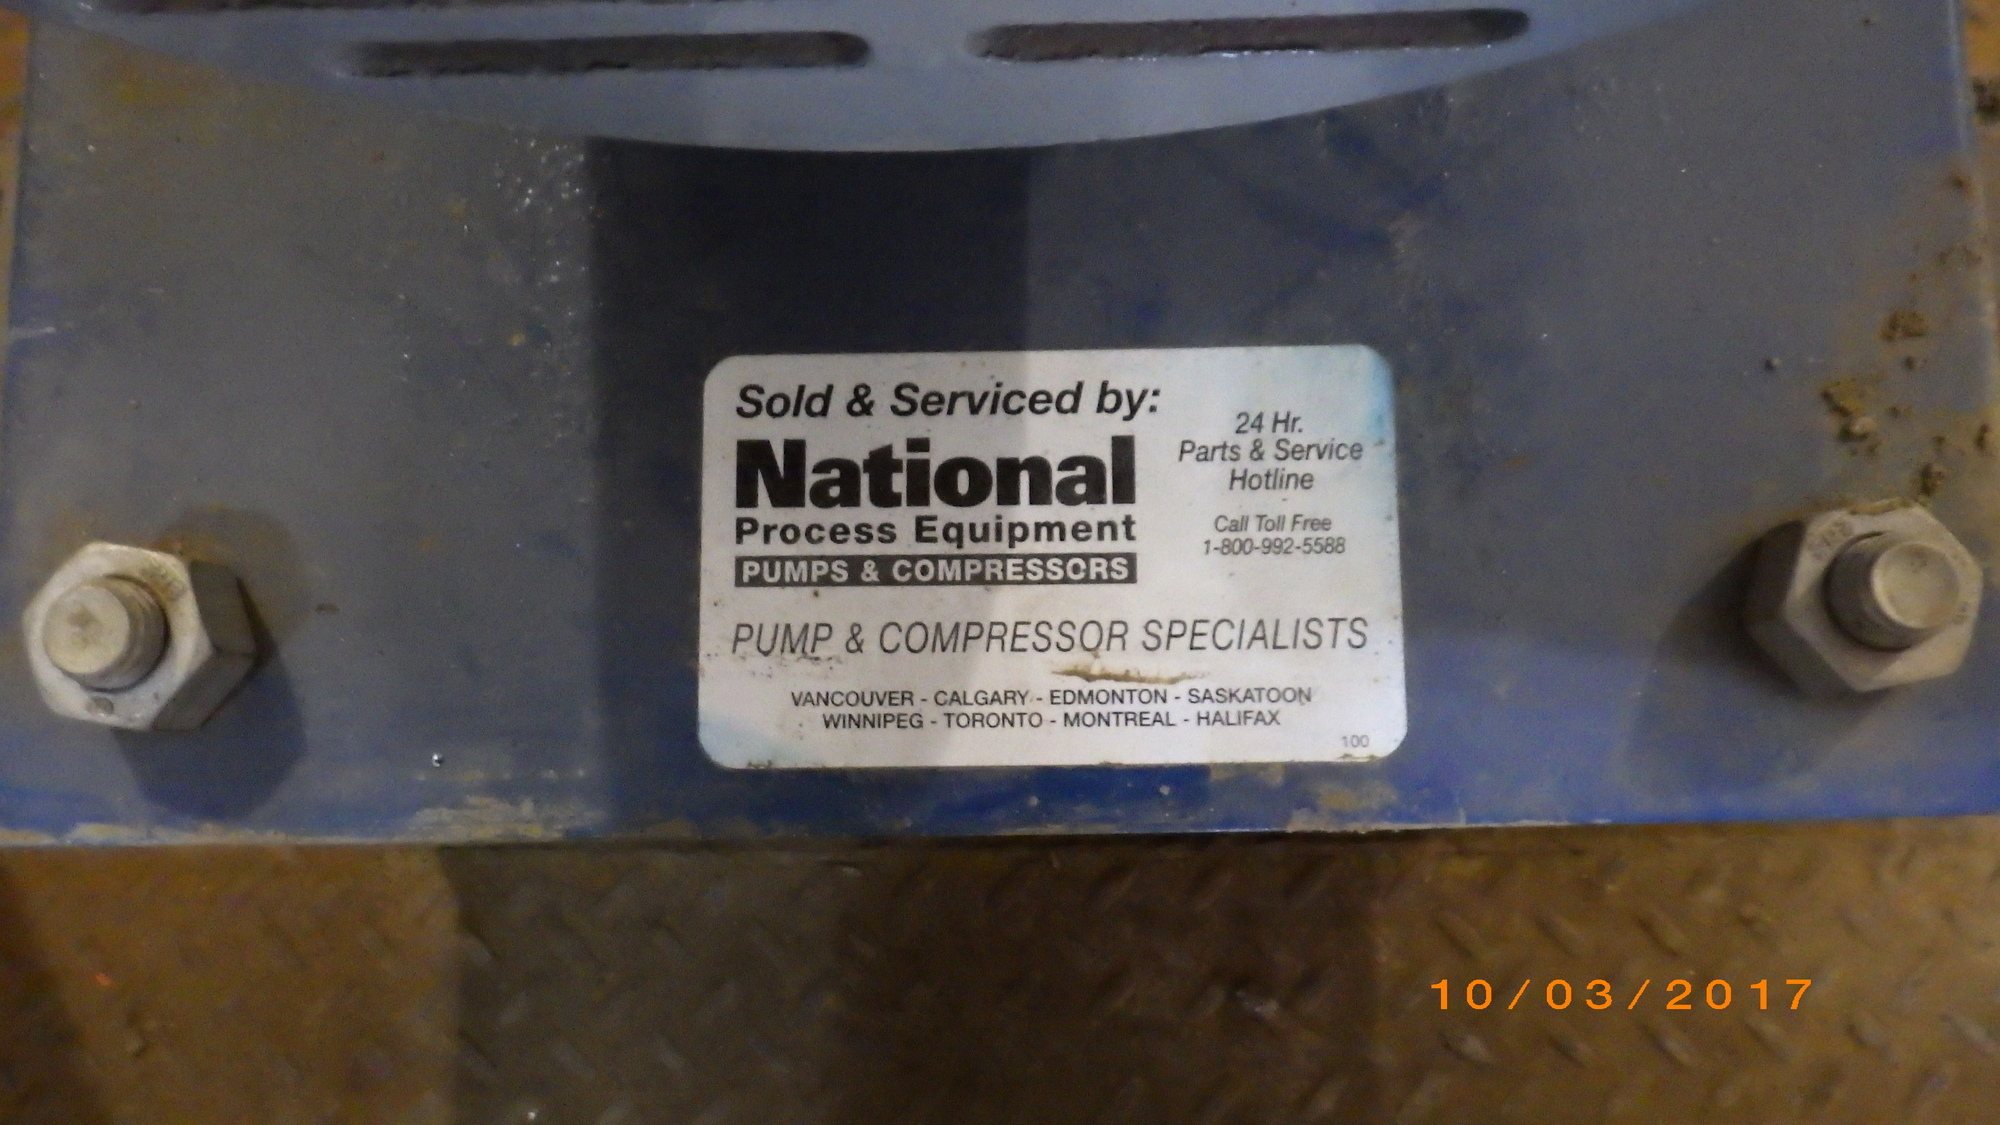 Sold & Serviced by:
National
Process Equipment
PUMPS & COMPRESSORS
24 Hr.
Parts & Service
Hotline
Call Toll Free
1-800-992-5588
PUMP & COMPRESSOR SPECIALISTS
VANCOUVER - CALGARY - EDMONTON - SASKATOON
WINNIPEG - TORONTO - MONTREAL - HALIFAX
100
10/03/2017